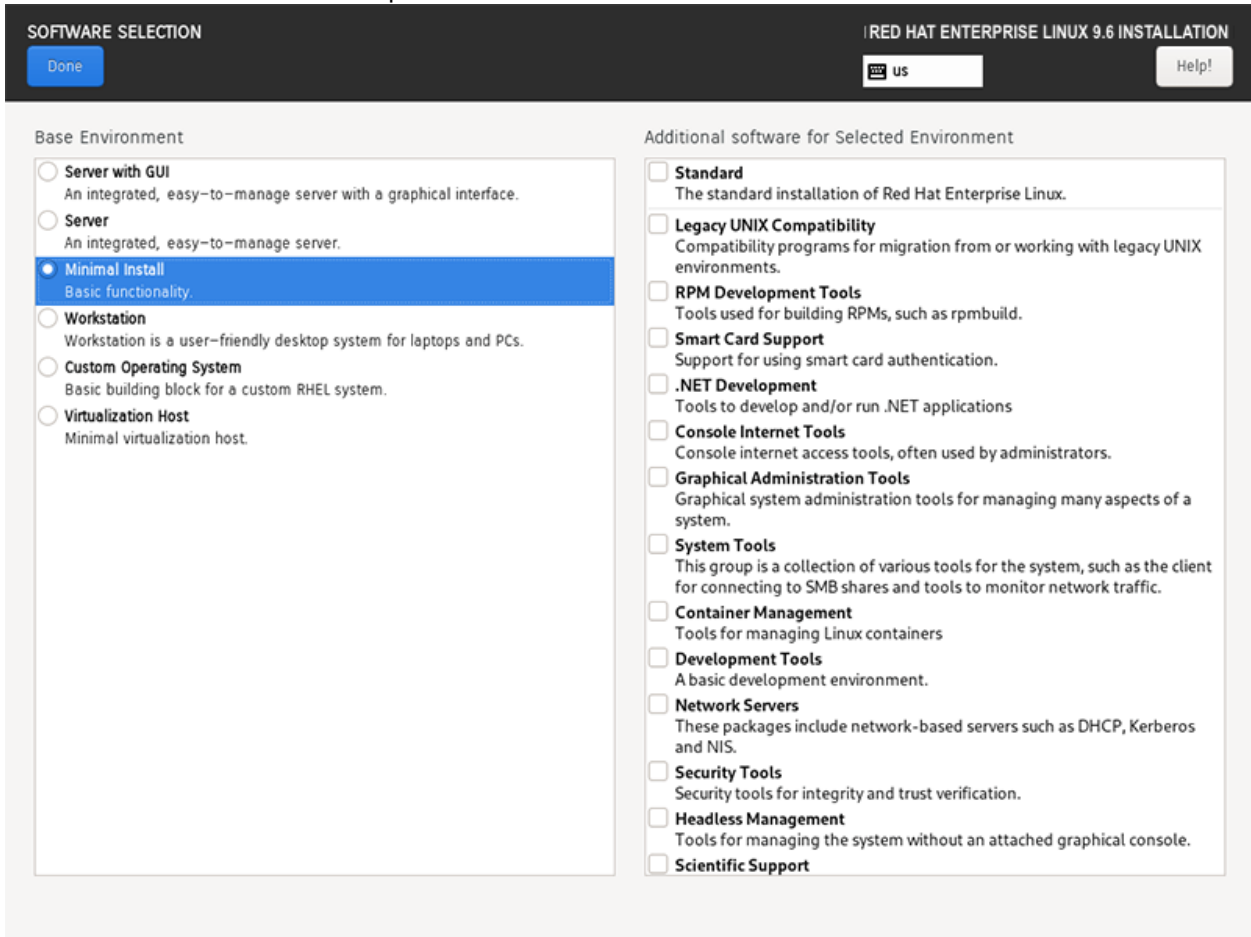 SOFTWARE SELECTION
RED HAT ENTERPRISE LINUX 9.6 INSTALLATION
Done
us
Help!
Base Environment
Server with GUI
An integrated, easy-to-manage server with a graphical interface.
Server
An integrated, easy-to-manage server.
Minimal Install
Basic functionality.
Workstation
Workstation is a user-friendly desktop system for laptops and PCs.
Custom Operating System
Basic building block for a custom RHEL system.
Virtualization Host
Minimal virtualization host.
Additional software for Selected Environment
Standard
The standard installation of Red Hat Enterprise Linux.
Legacy UNIX Compatibility
Compatibility programs for migration from or working with legacy UNIX
environments.
RPM Development Tools
Tools used for building RPMs, such as rpmbuild.
Smart Card Support
Support for using smart card authentication.
.NET Development
Tools to develop and/or run .NET applications
Console Internet Tools
Console internet access tools, often used by administrators.
Graphical Administration Tools
Graphical system administration tools for managing many aspects of a
system.
System Tools
This group is a collection of various tools for the system, such as the client
for connecting to SMB shares and tools to monitor network traffic.
Container Management
Tools for managing Linux containers
Development Tools
A basic development environment.
Network Servers
These packages include network-based servers such as DHCP, Kerberos
and NIS.
Security Tools
Security tools for integrity and trust verification.
Headless Management
Tools for managing the system without an attached graphical console.
Scientific Support